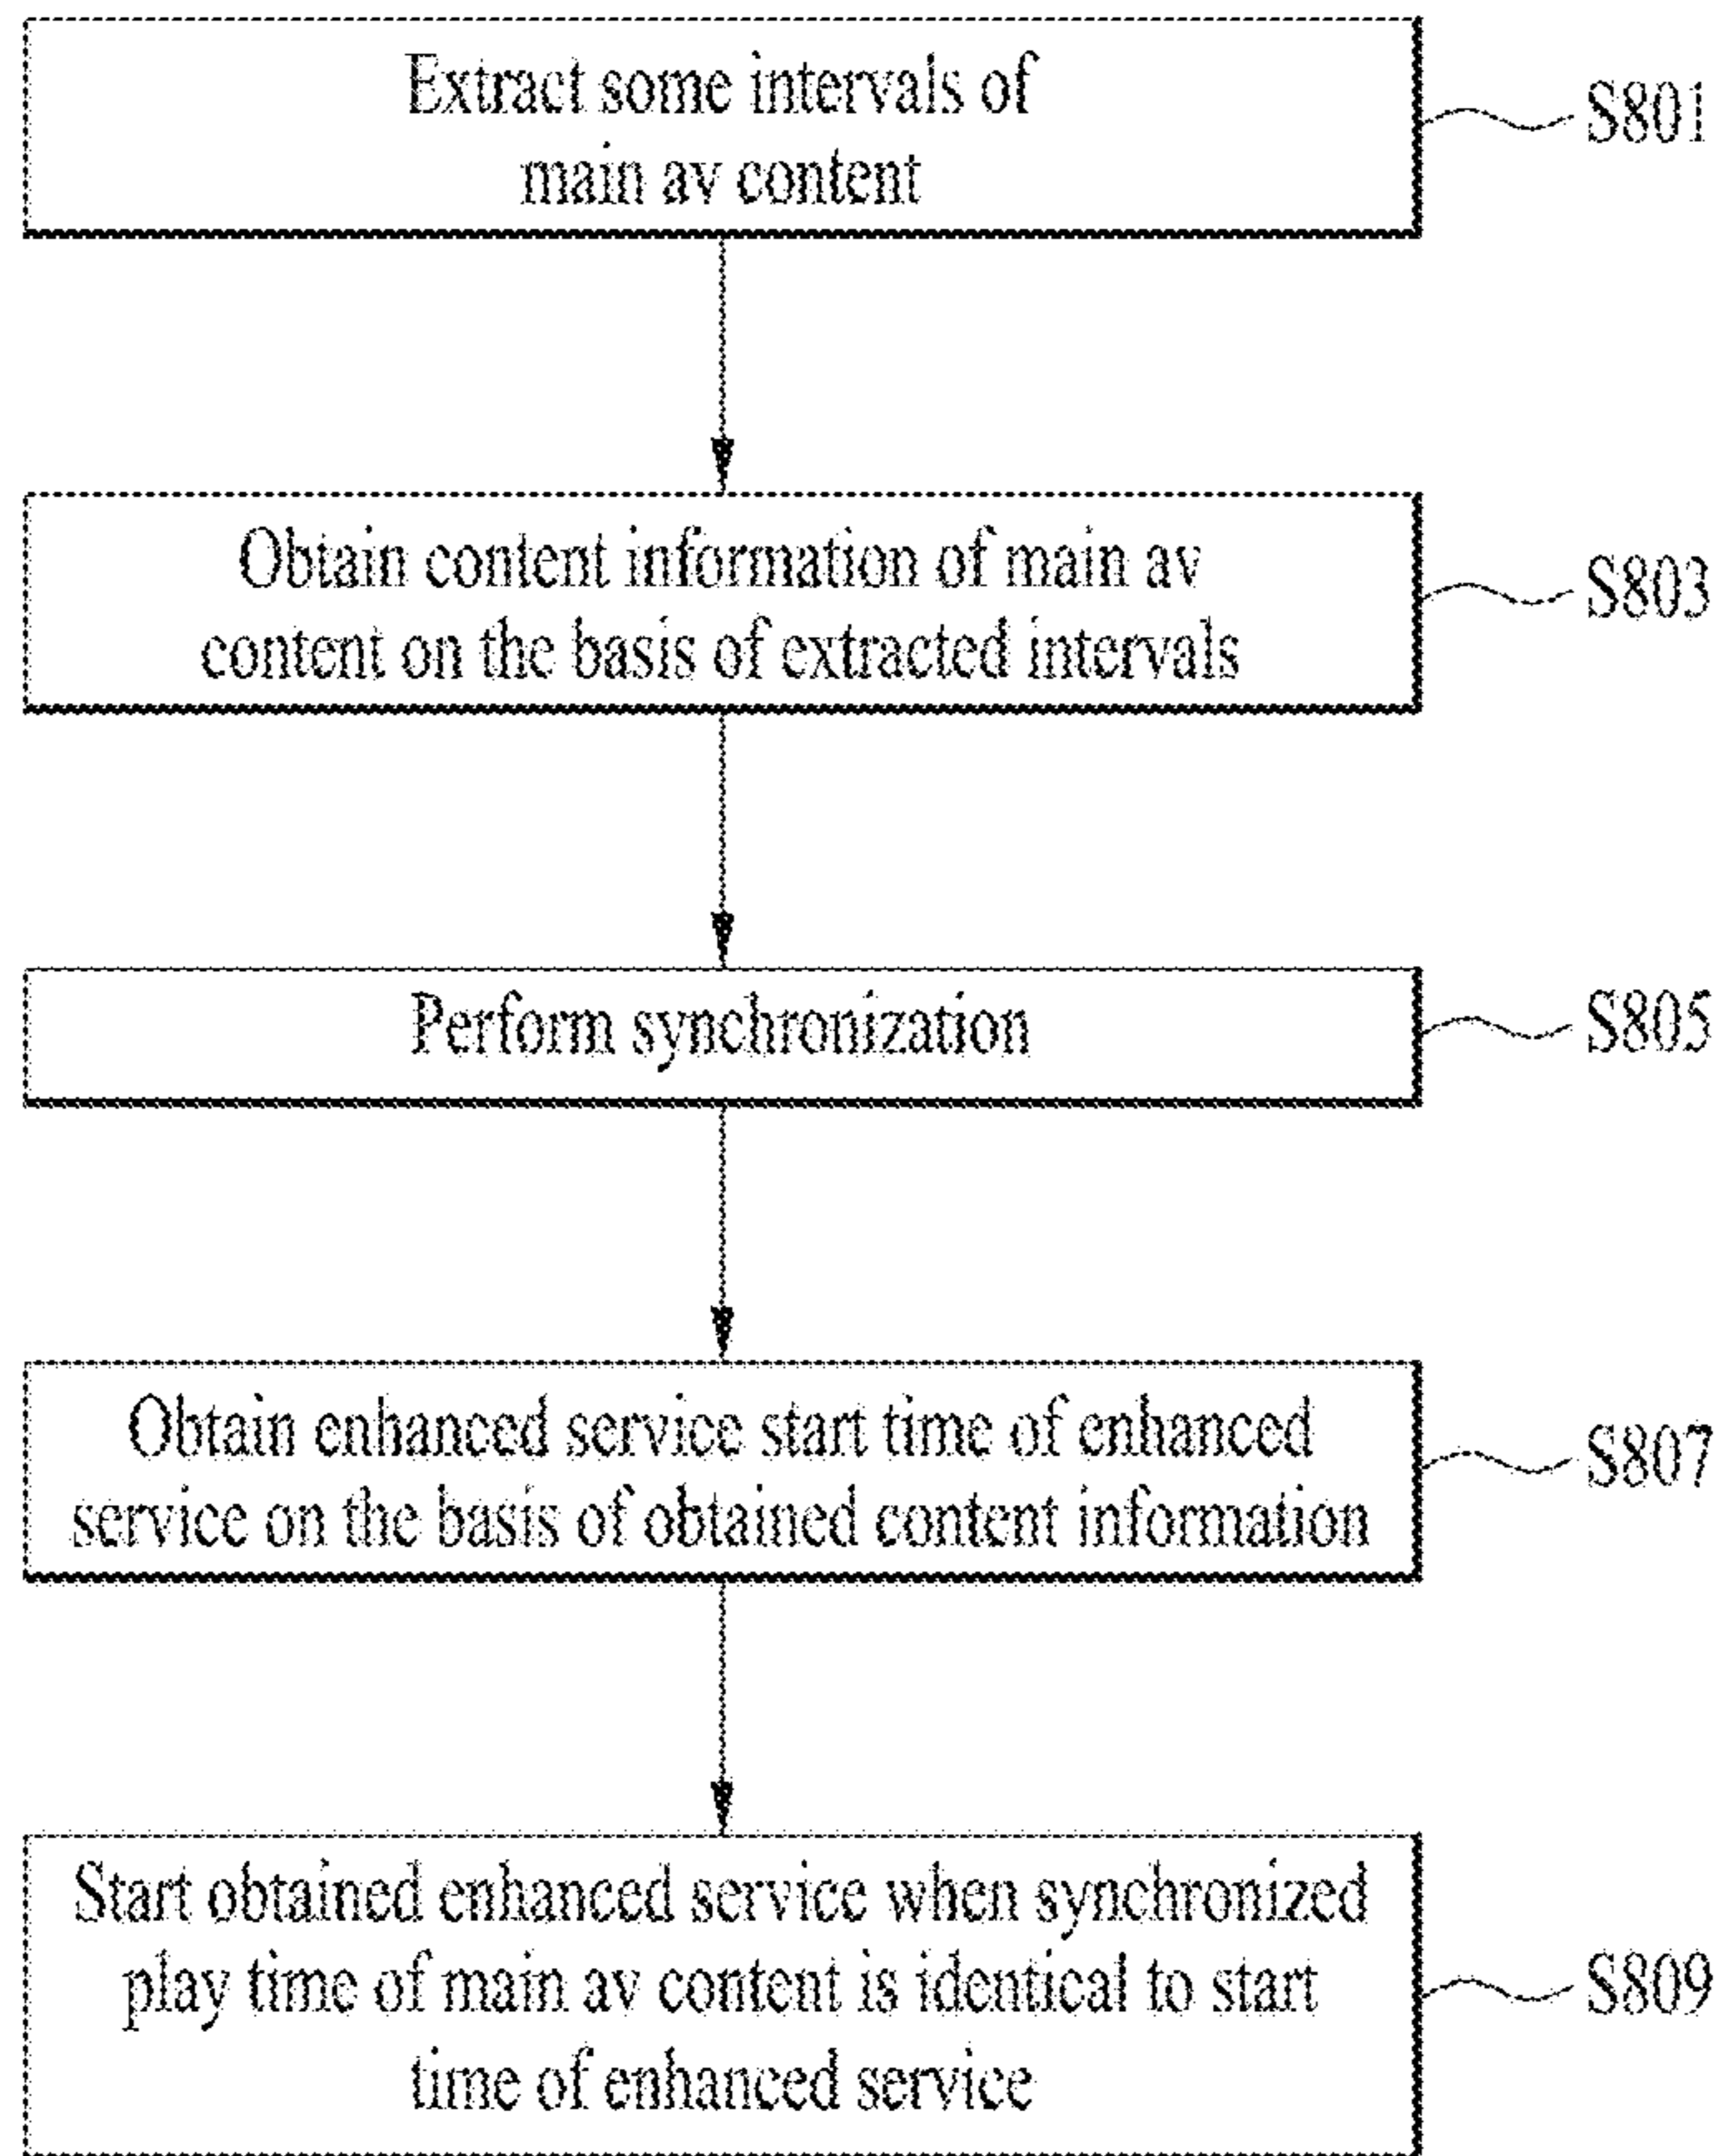 Extract some intervals of
main av content
S801
Obtain content information of main av
content on the basis of extracted intervals
S803
Perform synchronization
S805
Obtain enhanced service start time of enhanced
service on the basis of obtained content information
S807
Start obtained enhanced service when synchronized
play time of main av content is identical to start
time of enhanced service
S809